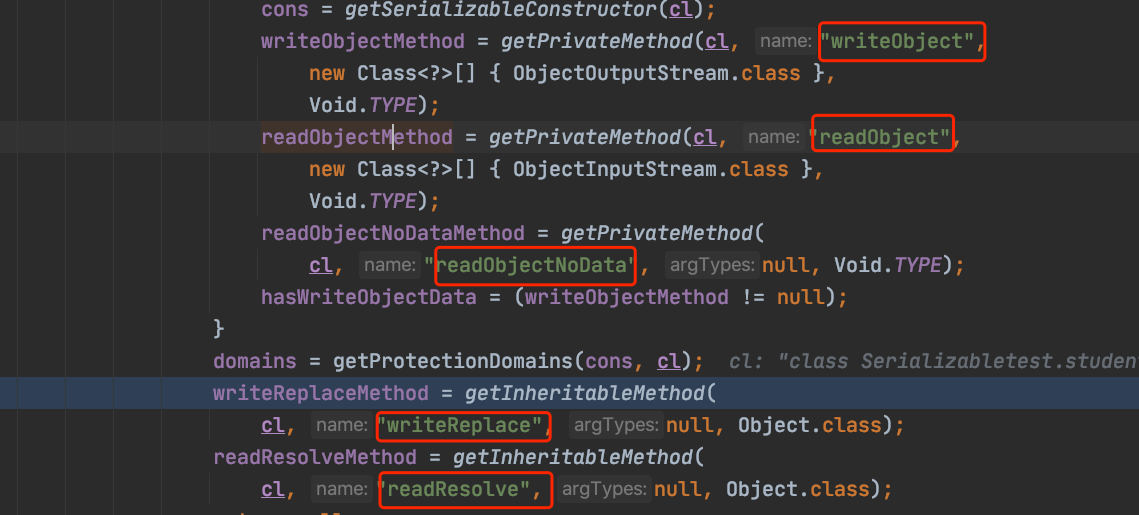 cons = getSerializableConstructor(cl);
writeObjectMethod = getPrivateMethod(cl, name: "writeObject",
new Class<?>[] { ObjectOutputStream.class },
Void.TYPE);
readObjectMethod = getPrivateMethod(cl, name: "readObject",
new Class<?>[] { ObjectInputStream.class },
Void.TYPE);
readObjectNoDataMethod = getPrivateMethod(
cl, name: "readObjectNoData", argTypes: null, Void.TYPE);
hasWriteObjectData = (writeObjectMethod != null);
}
domains = getProtectionDomains(cons, cl); cl: "class Serializabletest.studen
writeReplaceMethod = getInheritableMethod(
cl, name: "writeReplace", argTypes: null, Object.class);
readResolveMethod = getInheritableMethod(
cl, name: "readResolve", argTypes: null, Object.class);